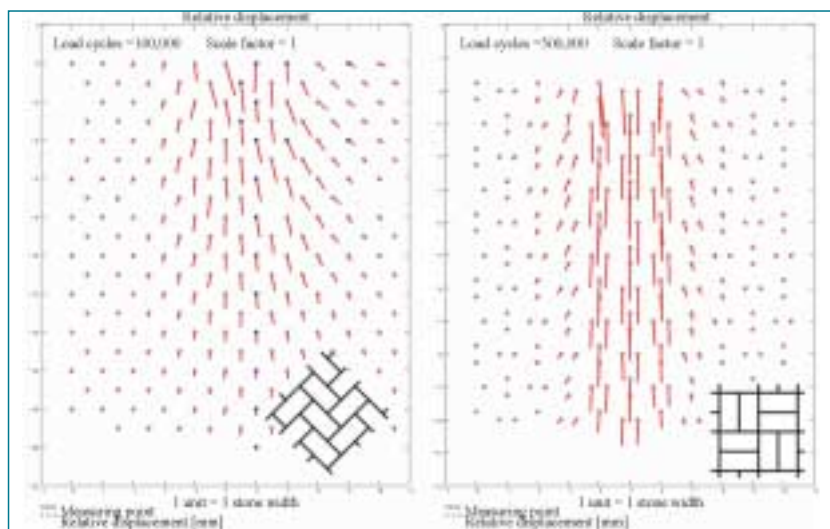 Relative displacement
Load cycles =100,000 Scale factor = 1
1 unit = 1 stone width
Measuring point
Relative displacement [mm]
Relative displacement
Load cycles =500,000 Scale factor = 1
1 unit = 1 stone width
Measuring point
Relative displacement [mm]